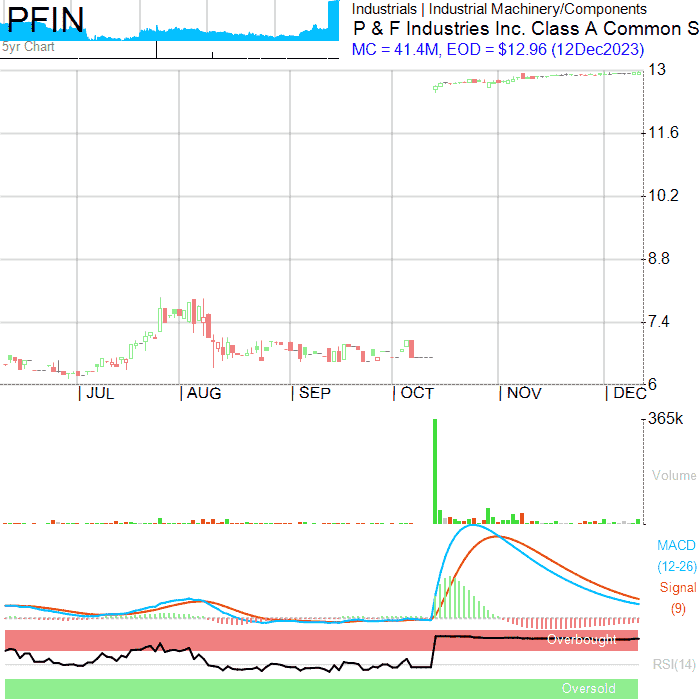 PFIN
5yr Chart
Industrials | Industrial Machinery/Components
P & F Industries Inc. Class A Common S
MC = 41.4M, EOD = $12.96 (12Dec2023)
13
11.6
10.2
8.8
7.4
6
JUL AUG SEP OCT NOV DEC
365k
Volume
MACD
(12-26)
Signal
(9)
Overbought
RSI(14)
Oversold